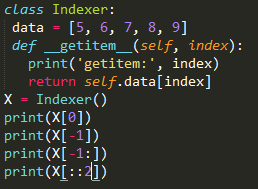 class Indexer:
 data = [5, 6, 7, 8, 9]
 def __getitem__(self, index):
   print('getitem:', index)
   return self.data[index]
X = Indexer()
print(X[0])
print(X[-1])
print(X[-1:])
print(X[::2])